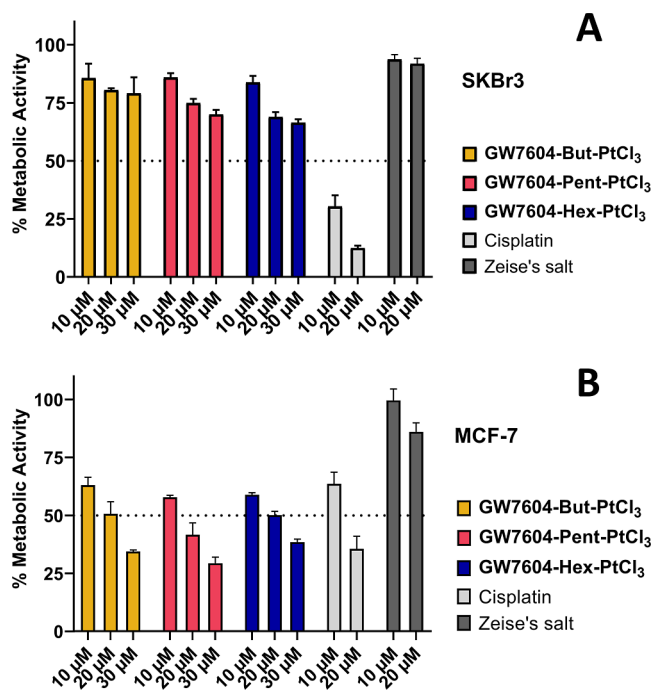 A
SKBr3
% Metabolic Activity
100
75
50
25
0
10 µM
20 µM
30 µM
10 µM
20 µM
30 µM
10 µM
20 µM
30 µM
10 µM
20 µM
10 µM
20 µM
GW7604-But-PtCl3
GW7604-Pent-PtCl3
GW7604-Hex-PtCl3
Cisplatin
Zeise's salt
B
MCF-7
% Metabolic Activity
100
75
50
25
0
10 µM
20 µM
30 µM
10 µM
20 µM
30 µM
10 µM
20 µM
30 µM
10 µM
20 µM
10 µM
20 µM
GW7604-But-PtCl3
GW7604-Pent-PtCl3
GW7604-Hex-PtCl3
Cisplatin
Zeise's salt